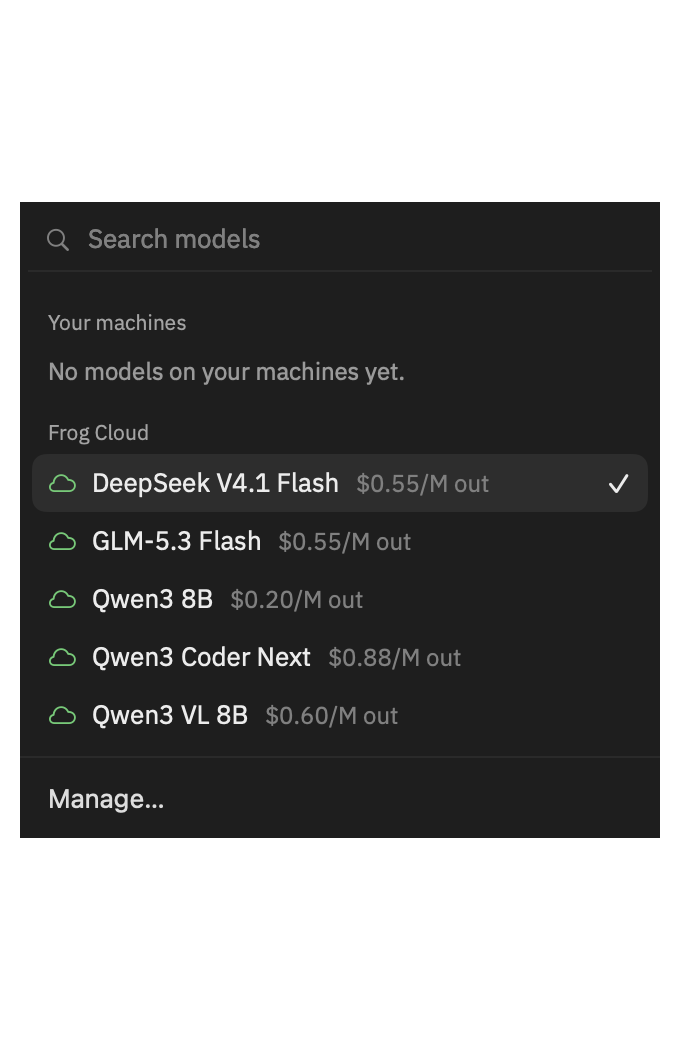 Search models
Your machines
No models on your machines yet.
Frog Cloud
DeepSeek V4.1 Flash $0.55/M out
GLM-5.3 Flash $0.55/M out
Qwen3 8B $0.20/M out
Qwen3 Coder Next $0.88/M out
Qwen3 VL 8B $0.60/M out
Manage...